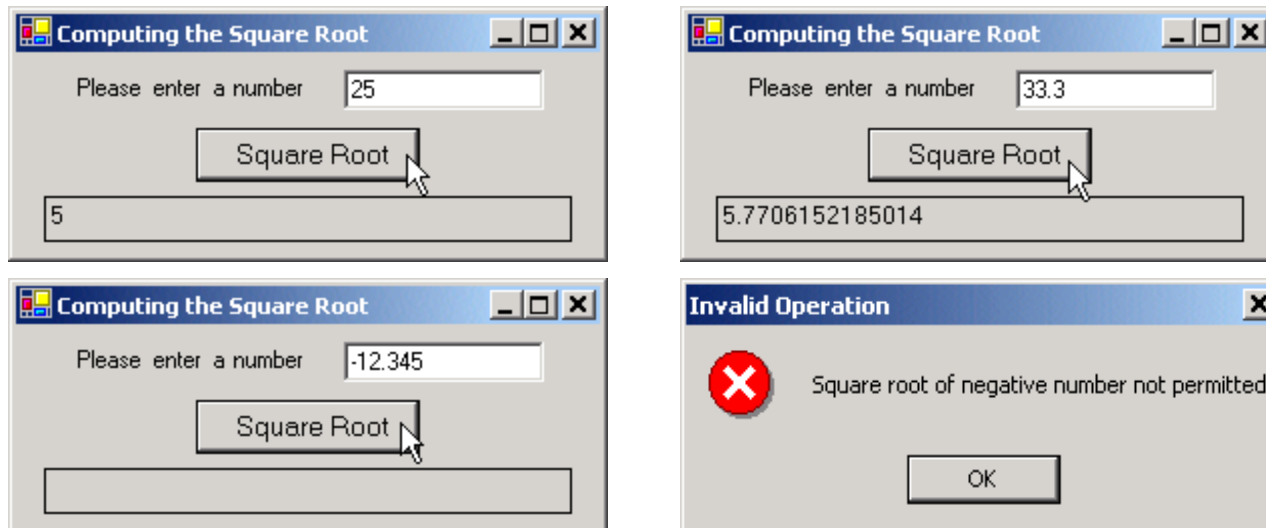 Computing the Square Root
Please enter a number 25
Square Root
5
Computing the Square Root
Please enter a number 33.3
Square Root
5.7706152185014
Computing the Square Root
Please enter a number -12.345
Square Root
Invalid Operation
Square root of negative number not permitted
OK